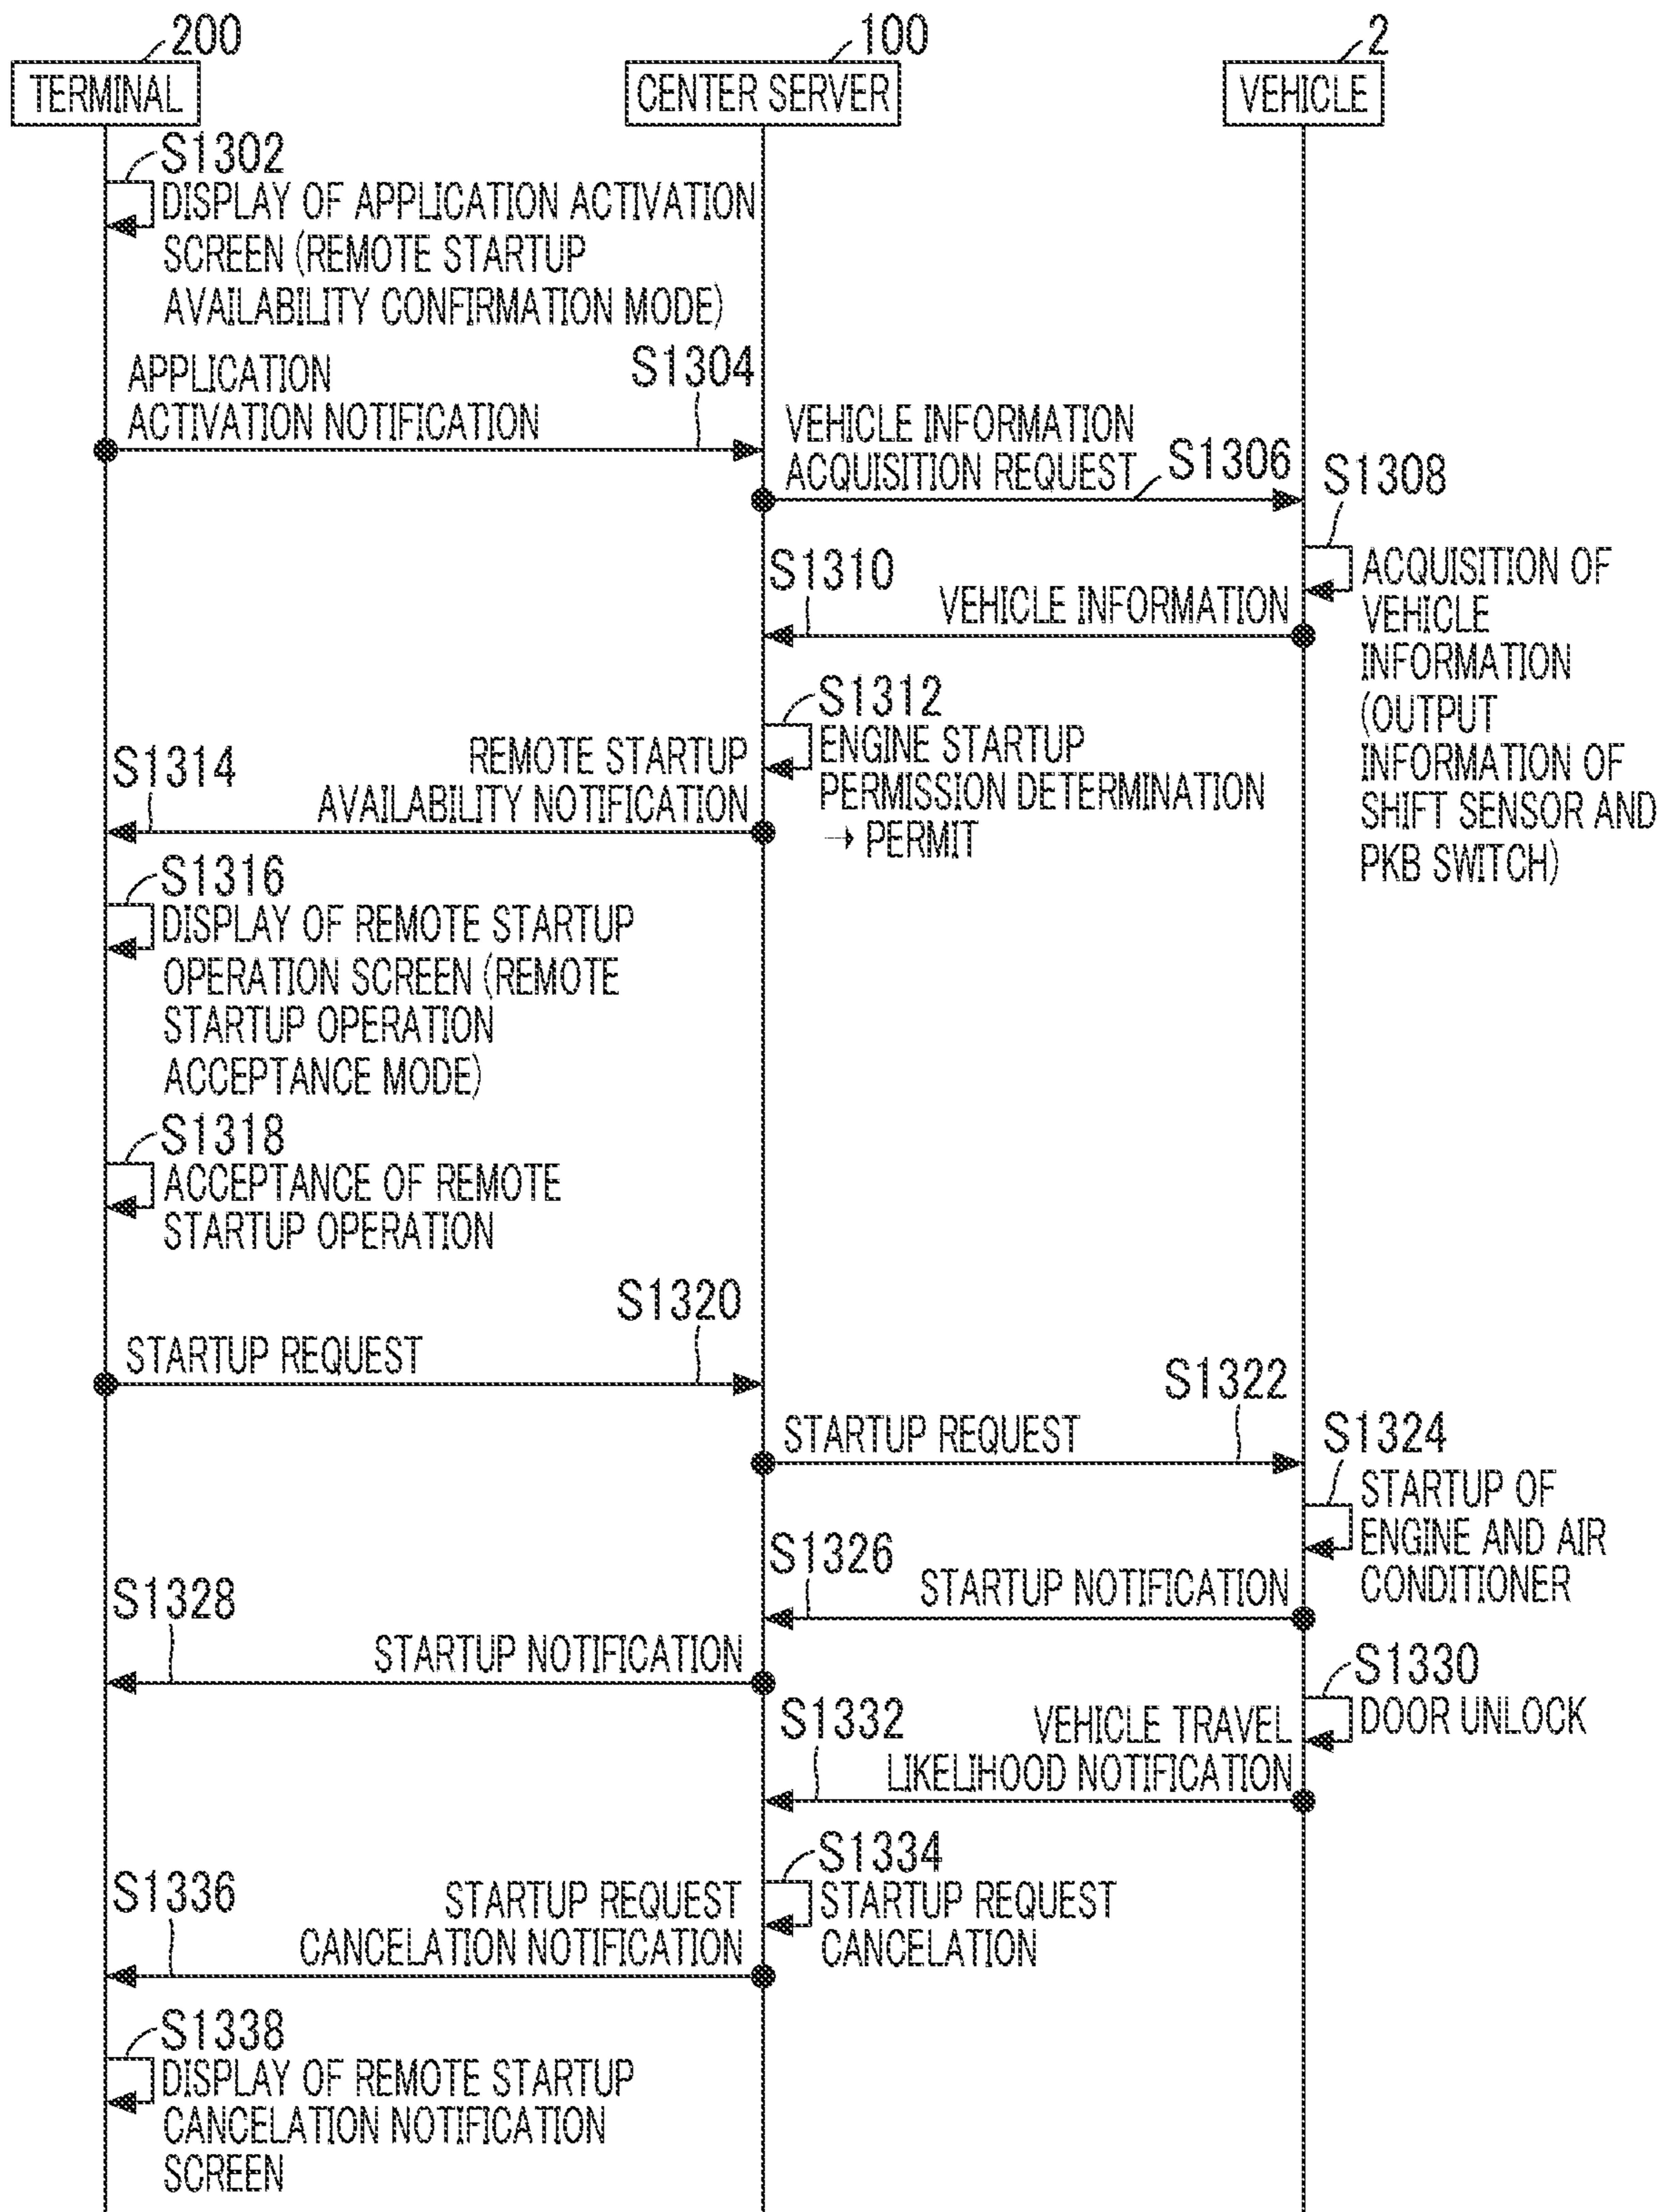 200
100
2
TERMINAL
CENTER SERVER
VEHICLE
S1302
DISPLAY OF APPLICATION ACTIVATION
SCREEN (REMOTE STARTUP
AVAILABILITY CONFIRMATION MODE)
APPLICATION
ACTIVATION NOTIFICATION
S1304
VEHICLE INFORMATION
ACQUISITION REQUEST
S1306
S1308
ACQUISITION OF
VEHICLE
INFORMATION
(OUTPUT
INFORMATION OF
SHIFT SENSOR AND
PKB SWITCH)
S1310
VEHICLE INFORMATION
S1312
ENGINE STARTUP
PERMISSION DETERMINATION
→ PERMIT
S1314
REMOTE STARTUP
AVAILABILITY NOTIFICATION
S1316
DISPLAY OF REMOTE STARTUP
OPERATION SCREEN (REMOTE
STARTUP OPERATION
ACCEPTANCE MODE)
S1318
ACCEPTANCE OF REMOTE
STARTUP OPERATION
S1320
STARTUP REQUEST
S1322
STARTUP REQUEST
S1324
STARTUP OF
ENGINE AND AIR
CONDITIONER
S1326
STARTUP NOTIFICATION
S1328
STARTUP NOTIFICATION
S1330
DOOR UNLOCK
S1332
VEHICLE TRAVEL
LIKELIHOOD NOTIFICATION
S1334
STARTUP REQUEST
CANCELATION
S1336
STARTUP REQUEST
CANCELATION NOTIFICATION
S1338
DISPLAY OF REMOTE STARTUP
CANCELATION NOTIFICATION
SCREEN